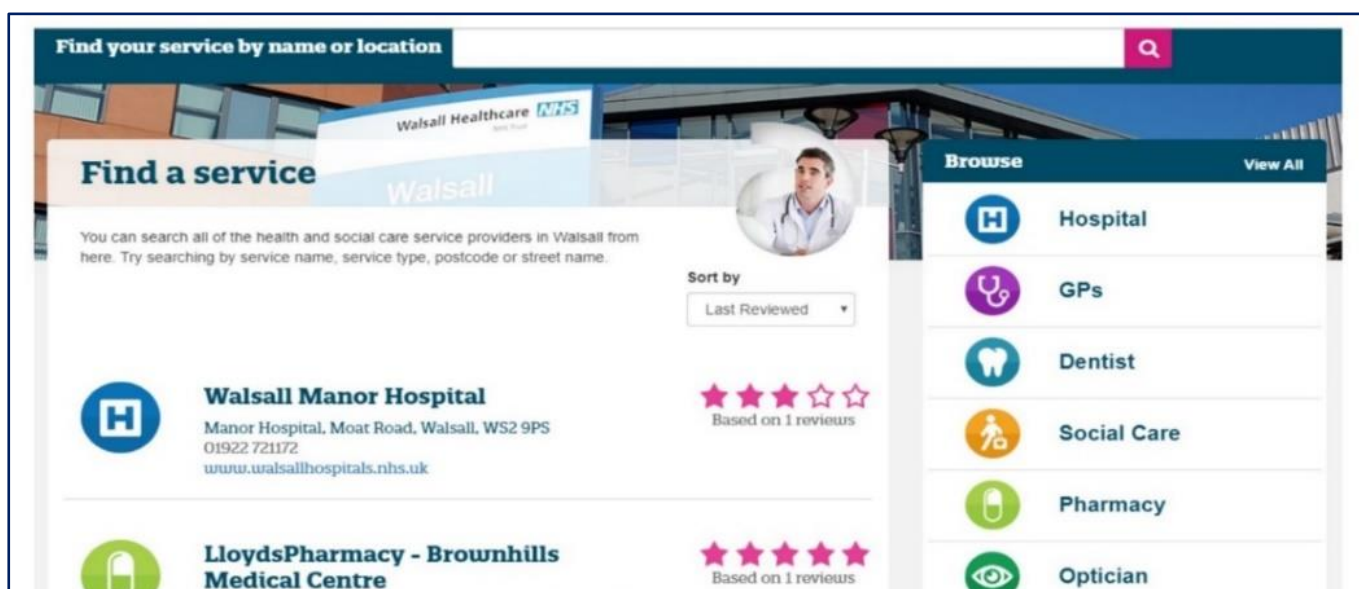 Find your service by name or location
Walsall Healthcare NHS
NHS Trust
Walsall
Find a service
You can search all of the health and social care service providers in Walsall from
here. Try searching by service name, service type, postcode or street name.
Sort by
Last Reviewed
Walsall Manor Hospital
Manor Hospital, Moat Road, Walsall, WS2 9PS
01922 721172
www.walsallhospitals.nhs.uk
Based on 1 reviews
LloydsPharmacy - Brownhills
Medical Centre
Based on 1 reviews
Browse
View All
H
Hospital
GPs
Dentist
Social Care
Pharmacy
Optician